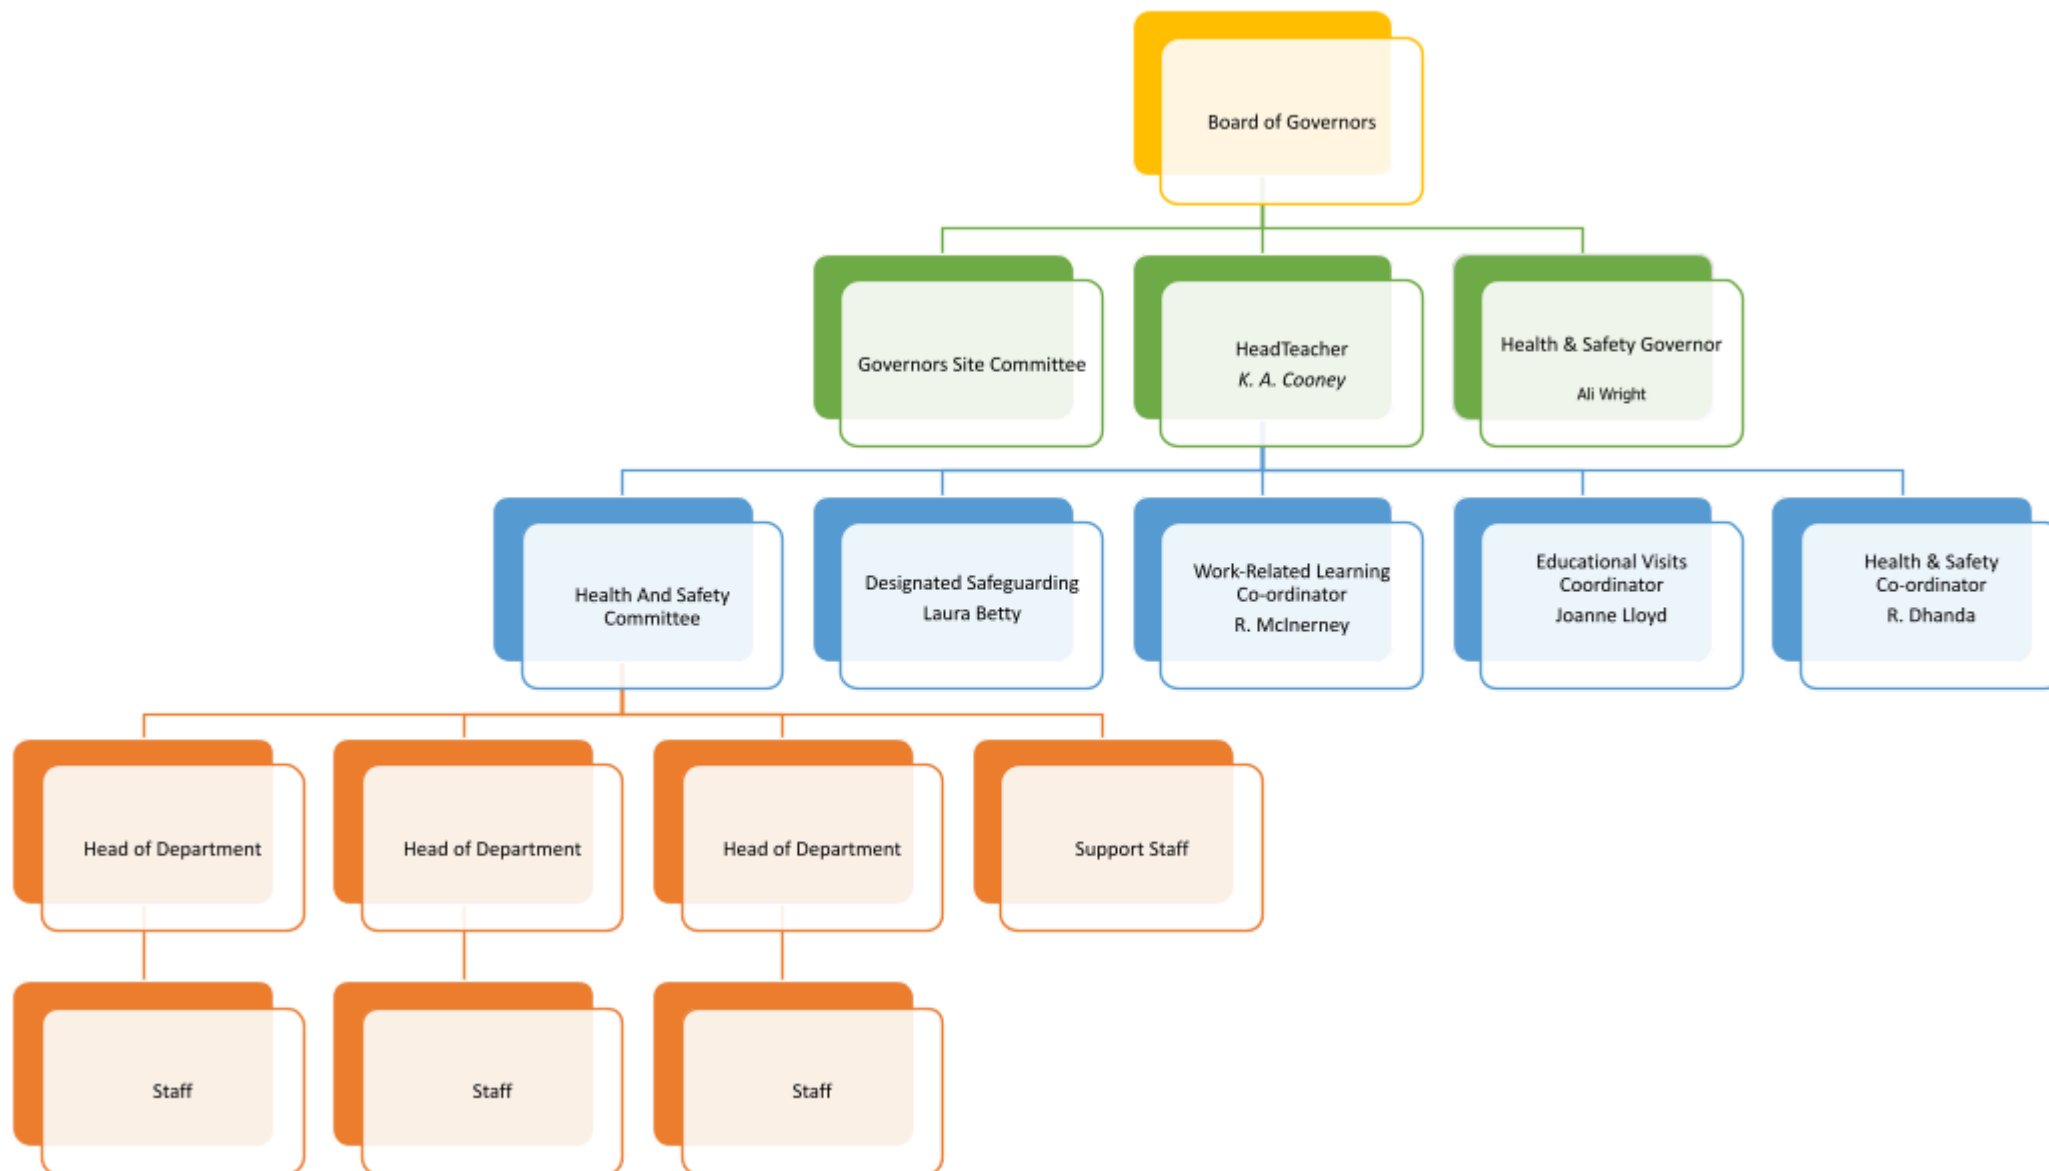 Board of Governors
Governors Site Committee
HeadTeacher
K. A. Cooney
Health & Safety Governor
Ali Wright
Health And Safety
Committee
Designated Safeguarding
Laura Betty
Work-Related Learning
Co-ordinator
R. McInerney
Educational Visits
Coordinator
Joanne Lloyd
Health & Safety
Co-ordinator
R. Dhanda
Head of Department
Head of Department
Head of Department
Support Staff
Staff
Staff
Staff